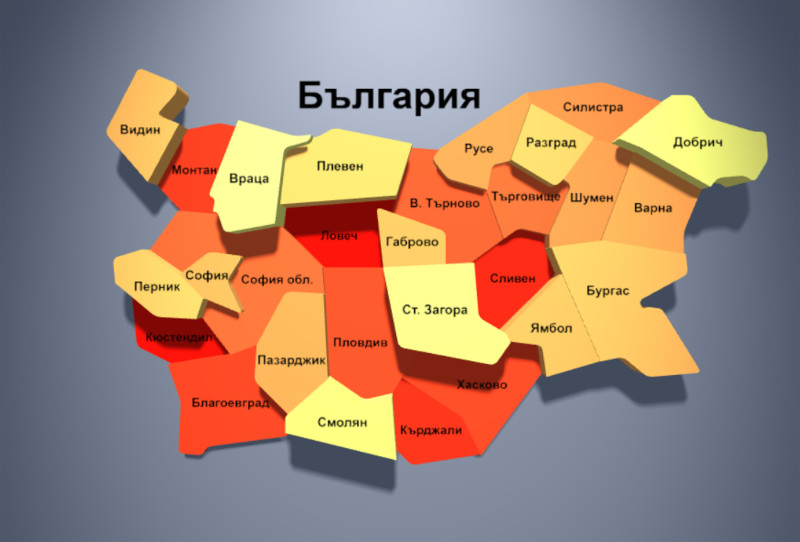 България
Силистра
Видин
Русе
Разград
Добрич
Монтан
Враца
Плевен
В. Търново
Търговище
Шумен
Варна
Ловеч
Габрово
София
Перник
София обл.
Сливен
Бургас
Ст. Загора
Кюстендил
Пловдив
Ямбол
Пазарджик
Хасково
Благоевград
Смолян
Кърджали